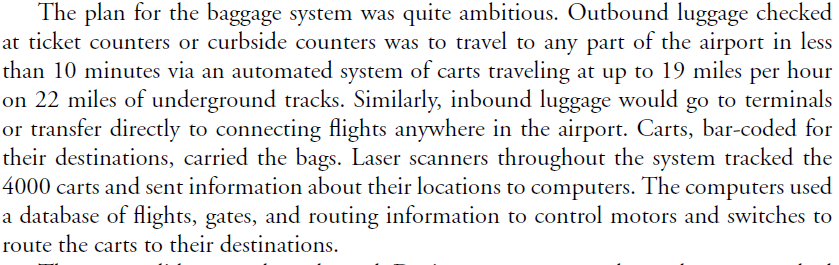 The plan for the baggage system was quite ambitious. Outbound luggage checked
at ticket counters or curbside counters was to travel to any part of the airport in less
than 10 minutes via an automated system of carts traveling at up to 19 miles per hour
on 22 miles of underground tracks. Similarly, inbound luggage would go to terminals
or transfer directly to connecting flights anywhere in the airport. Carts, bar-coded for
their destinations, carried the bags. Laser scanners throughout the system tracked the
4000 carts and sent information about their locations to computers. The computers used
a database of flights, gates, and routing information to control motors and switches to
route the carts to their destinations.